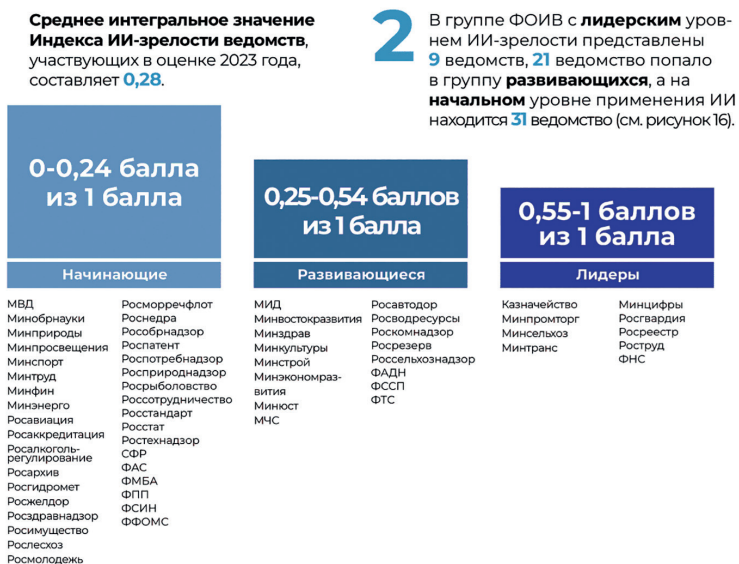 Среднее интегральное значение
Индекса ИИ-зрелости ведомств,
участвующих в оценке 2023 года,
составляет 0,28.
2
В группе ФОИВ с лидерским уров-
нем ИИ-зрелости представлены
9 ведомств, 21 ведомство попало
в группу развивающихся, а на
начальном уровне применения ИИ
находится 31 ведомство (см. рисунок 16).
0-0,24 балла
из 1 балла
Начинающие
МВД
Минобрнауки
Минприроды
Минпросвещения
Минспорт
Минтруд
Минфин
Минэнерго
Росавиация
Росаккредитация
Росалкоголь-
регулирование
Росархив
Росгидромет
Росжелдор
Росздравнадзор
Росимущество
Рослесхоз
Росмолодежь
Росморречфлот
Роснедра
Рособрнадзор
Роспатент
Роспотребнадзор
Росприроднадзор
Росрыболовство
Россотрудничество
Росстандарт
Росстат
Ростехнадзор
СФР
ФАС
ФМБА
ФПП
ФСИН
ФФОМС
0,25-0,54 баллов
из 1 балла
Развивающиеся
МИД
Минвостокразвития
Минздрав
Минкультуры
Минстрой
Минэкономраз-
вития
Минюст
МЧС
Росавтодор
Росводресурсы
Роскомнадзор
Росрезерв
Россельхознадзор
ФАДН
ФССП
ФТС
0,55-1 баллов
из 1 балла
Лидеры
Казначейство
Минпромторг
Минсельхоз
Минтранс
Минцифры
Росгвардия
Росреестр
Роструд
ФНС